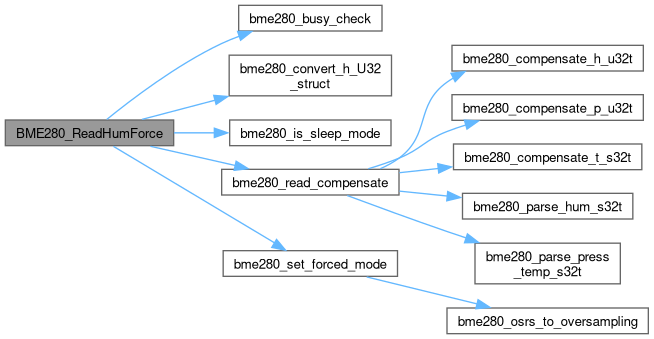 BME280_ReadHumForce
bme280_busy_check
bme280_convert_h_U32
_struct
bme280_is_sleep_mode
bme280_read_compensate
bme280_set_forced_mode
bme280_compensate_h_u32t
bme280_compensate_p_u32t
bme280_compensate_t_s32t
bme280_parse_hum_s32t
bme280_parse_press
_temp_s32t
bme280_osrs_to_oversampling